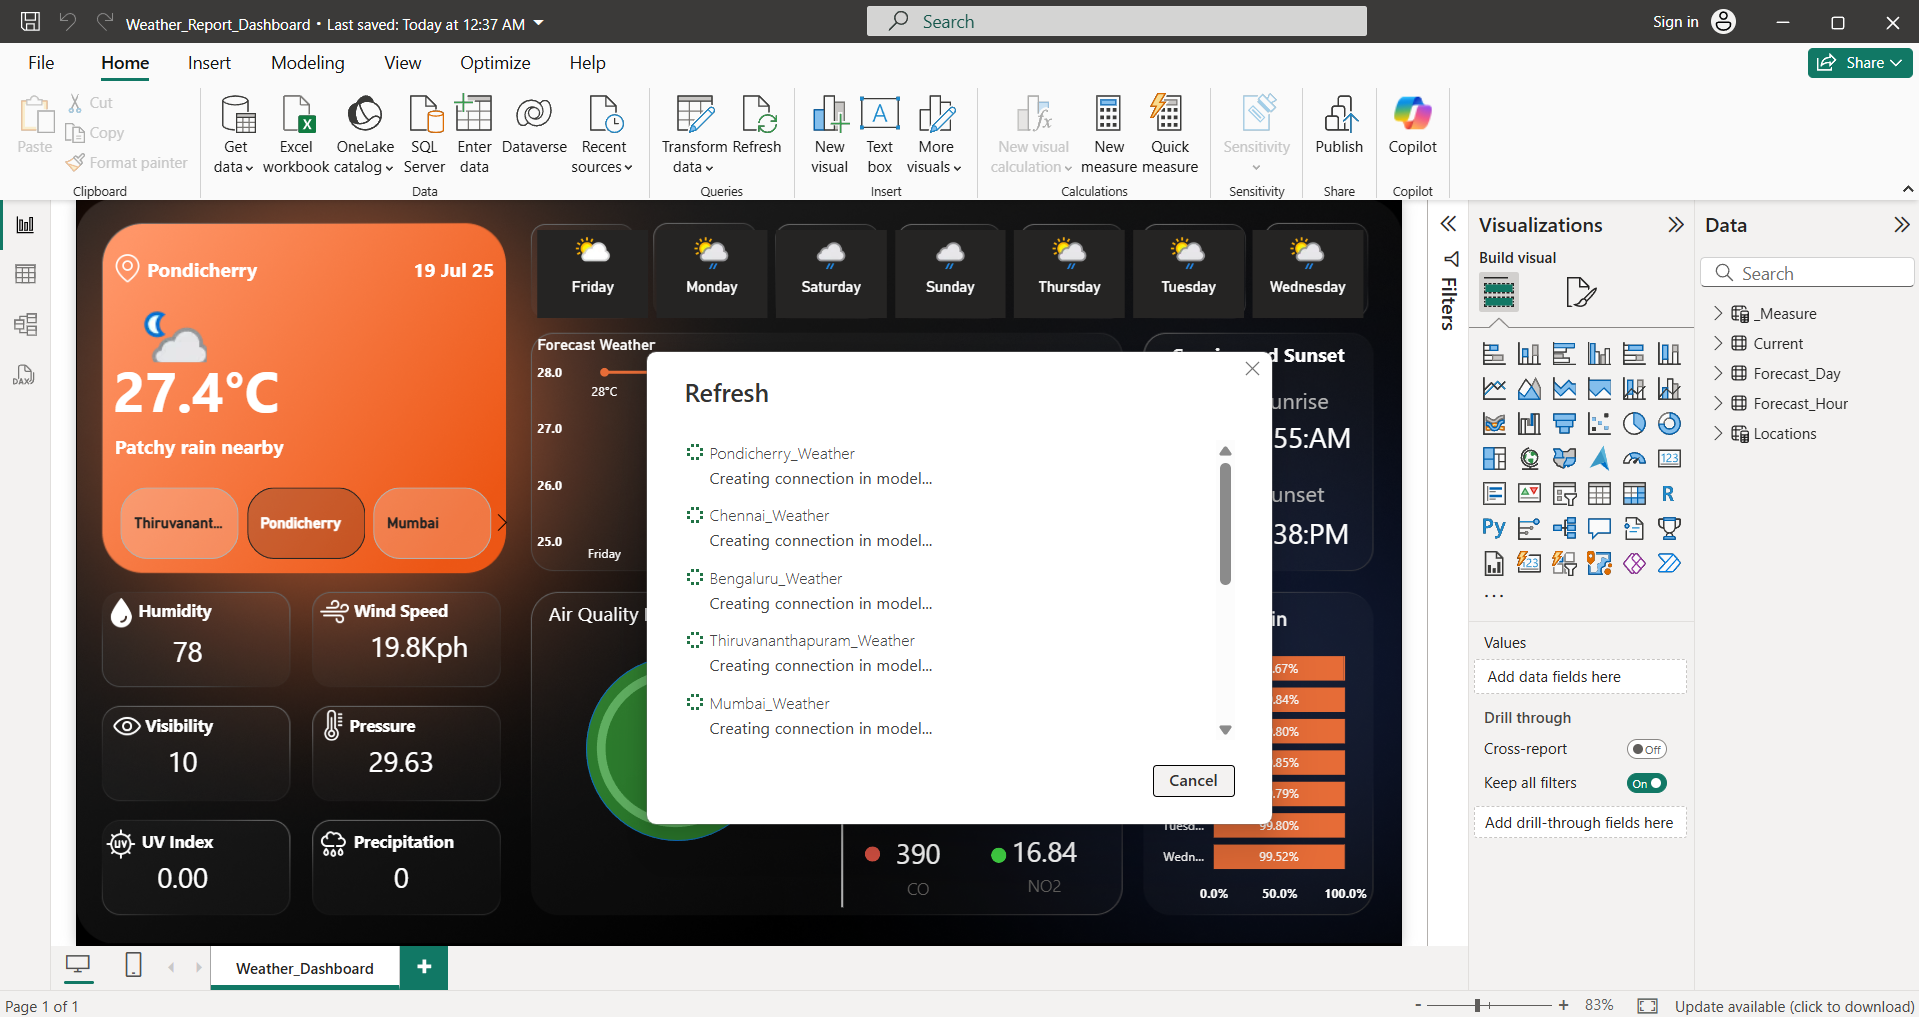 Weather_Report_Dashboard • Last saved: Today at 12:37 AM
Search
Sign in
File
Home
Insert
Modeling
View
Optimize
Help
Share
Paste
Cut
Copy
Format painter
Clipboard
Get data
Excel workbook
OneLake catalog
SQL Server
Enter data
Dataverse
Recent sources
Data
Transform data
Refresh
Queries
New visual
A
Text box
More visuals
Insert
New visual calculation
New measure
Quick measure
Calculations
Sensitivity
Sensitivity
Publish
Share
Copilot
Copilot
Pondicherry
19 Jul 25
27.4°C
Patchy rain nearby
Thiruvanant...
Pondicherry
Mumbai
Friday
Monday
Saturday
Sunday
Thursday
Tuesday
Wednesday
Forecast Weather
28.0
28°C
27.0
26.0
25.0
Friday
d Sunset
unrise
55:AM
unset
38:PM
Humidity
78
Wind Speed
19.8Kph
Visibility
10
Pressure
29.63
UV
UV Index
0.00
Precipitation
0
Air Quality
390
CO
16.84
NO2
in
.67%
.84%
.80%
.85%
.79%
Tuesd...
99.80%
Wedn...
99.52%
0.0%
50.0%
100.0%
Refresh
Pondicherry_Weather
Creating connection in model...
Chennai_Weather
Creating connection in model...
Bengaluru_Weather
Creating connection in model...
Thiruvananthapuram_Weather
Creating connection in model...
Mumbai_Weather
Creating connection in model...
Cancel
Filters
Visualizations
Build visual
123
R
Py
123
...
Values
Add data fields here
Drill through
Cross-report
Off
Keep all filters
On
Add drill-through fields here
Data
Search
_Measure
Current
Forecast_Day
Forecast_Hour
Locations
DAX
Weather_Dashboard
+
Page 1 of 1
- + 83%
Update available (click to download)